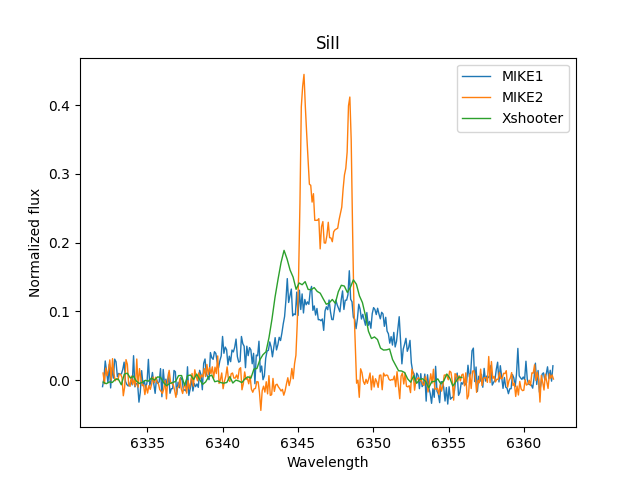 SiII
MIKE1
MIKE2
Xshooter
Normalized flux
0.4
0.3
0.2
0.1
0.0
6335 6340 6345 6350 6355 6360
Wavelength